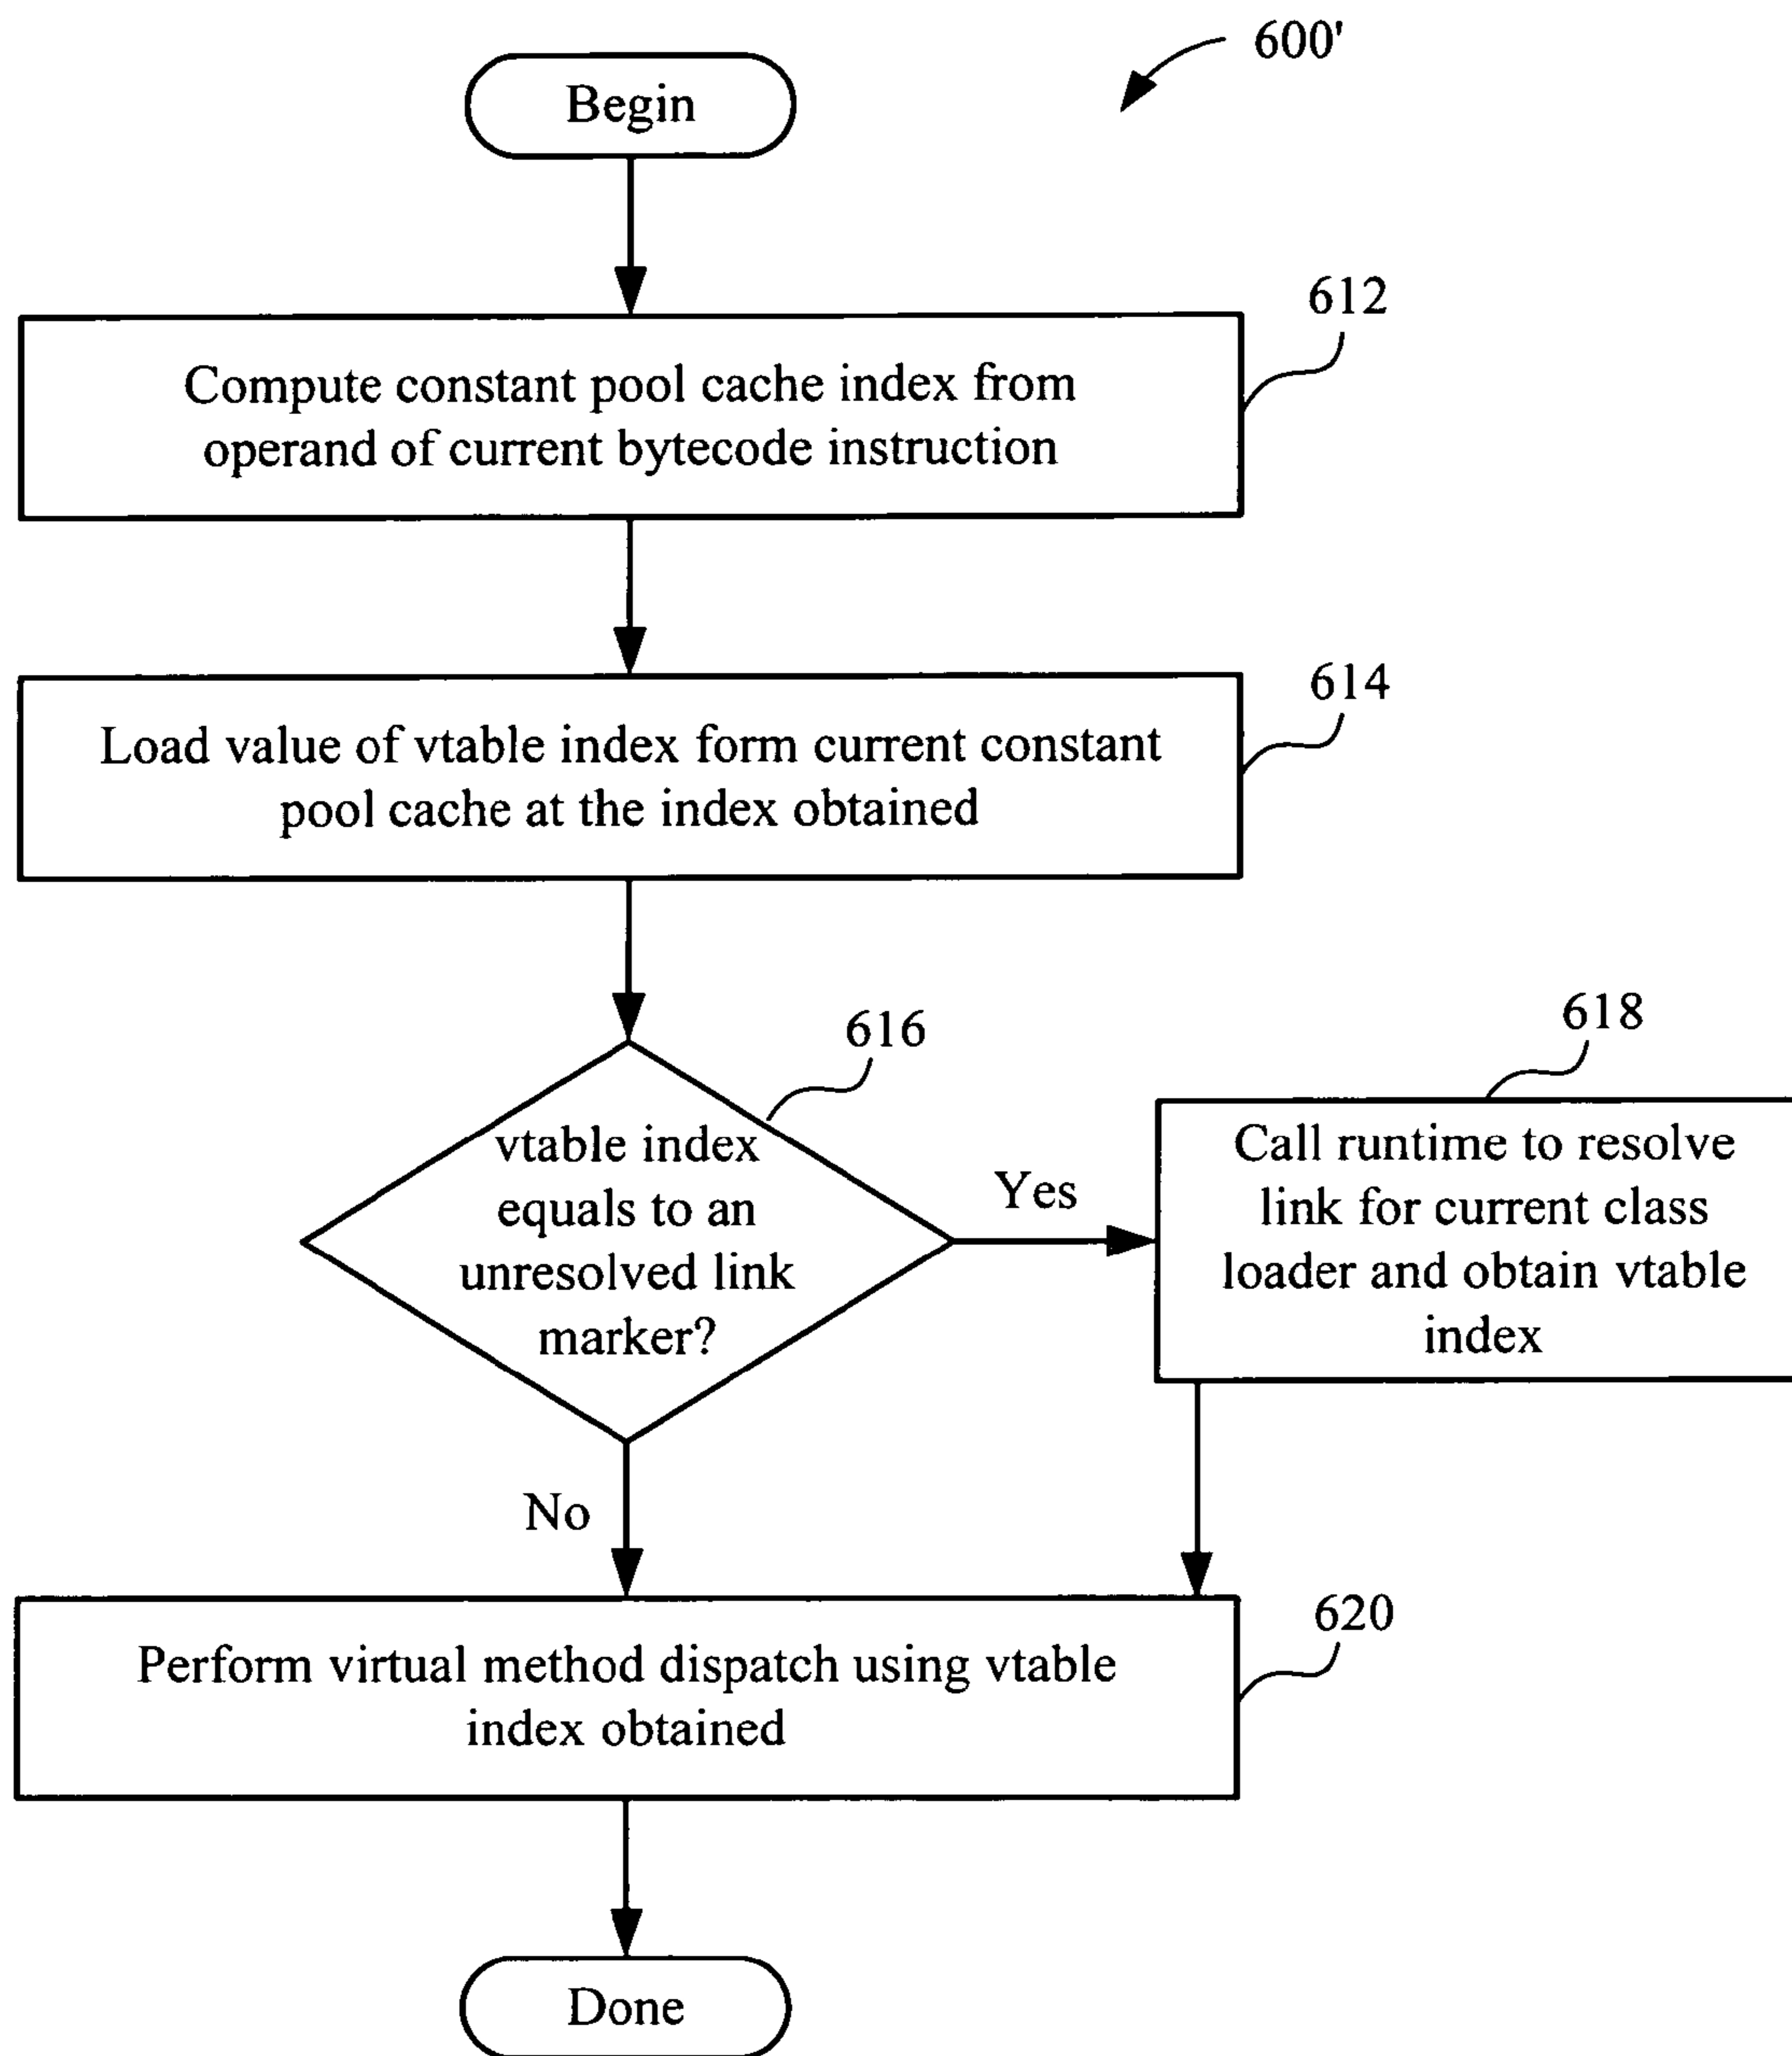 600'
Begin
612
Compute constant pool cache index from
operand of current bytecode instruction
614
Load value of vtable index form current constant
pool cache at the index obtained
616
vtable index
equals to an
unresolved link
marker?
Yes
618
Call runtime to resolve
link for current class
loader and obtain vtable
index
No
620
Perform virtual method dispatch using vtable
index obtained
Done